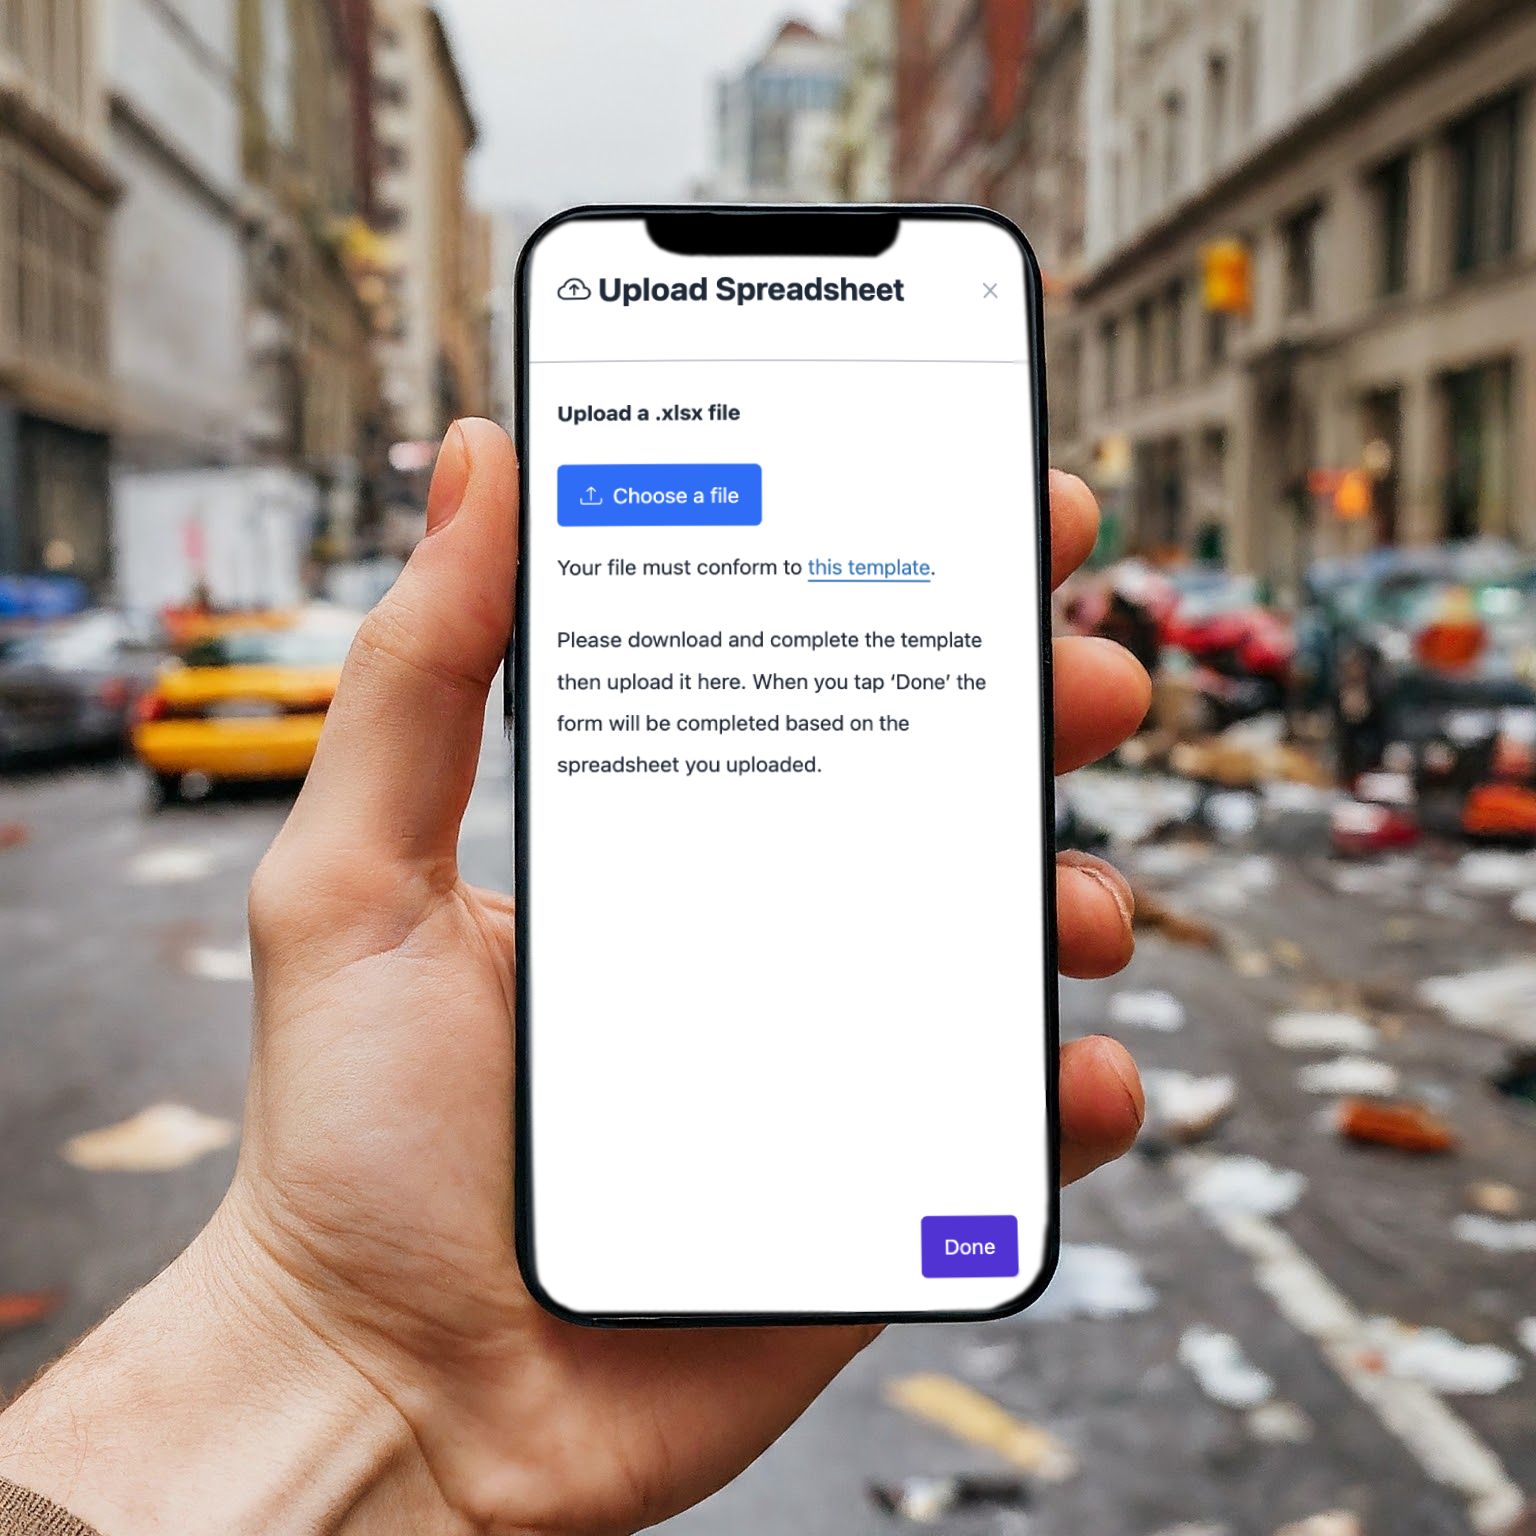 Upload Spreadsheet
Upload a .xlsx file
Choose a file
Your file must conform to this template.
Please download and complete the template
then upload it here. When you tap ‘Done’ the
form will be completed based on the
spreadsheet you uploaded.
Done